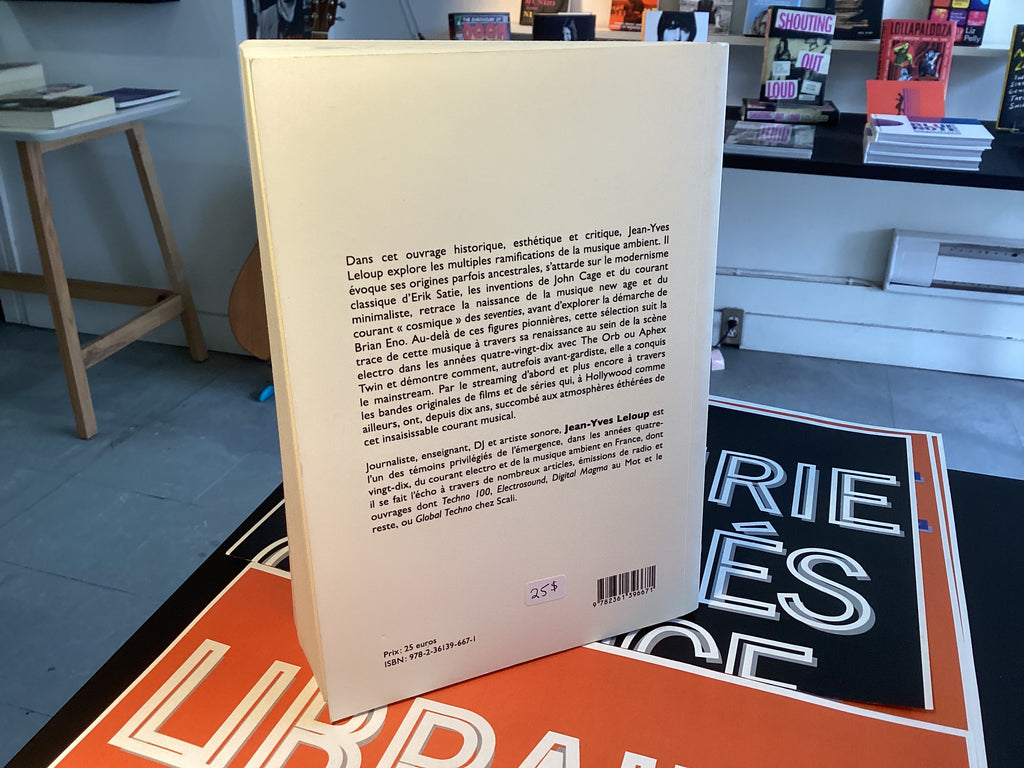 SHOUTING
OUT
LOUD
LOLLAPALOOZA
Liz
Pelly
BLUE NOTE
Dans cet ouvrage historique, esthétique et critique, Jean-Yves
Leloup explore les multiples ramifications de la musique ambient. Il
évoque ses origines parfois ancestrales, s'attarde sur le modernisme
classique d'Erik Satie, les inventions de John Cage et du courant
minimaliste, retrace la naissance de la musique new age et du
courant « cosmique » des seventies, avant d'explorer la démarche de
Brian Eno. Au-delà de ces figures pionnières, cette sélection suit la
trace de cette musique à travers sa renaissance au sein de la scène
electro dans les années quatre-vingt-dix avec The Orb ou Aphex
Twin et démontre comment, autrefois avant-gardiste, elle a conquis
le mainstream. Par le streaming d'abord et plus encore à travers
les bandes originales de films et de séries qui, à Hollywood comme
ailleurs, ont, depuis dix ans, succombé aux atmosphères éthérées de
cet insaisissable courant musical.
Journaliste, enseignant, DJ et artiste sonore, Jean-Yves Leloup est
l'un des témoins privilégiés de l'émergence, dans les années quatre-
vingt-dix, du courant electro et de la musique ambient en France, dont
il se fait l'écho à travers de nombreux articles, émissions de radio et
ouvrages dont Techno 100, Electrosound, Digital Magma au Mot et le
reste, ou Global Techno chez Scali.
25$
9 782361 396671
Prix : 25 euros
ISBN : 978-2-36139-667-1
RIE
ÉS
CE
LIBRAI